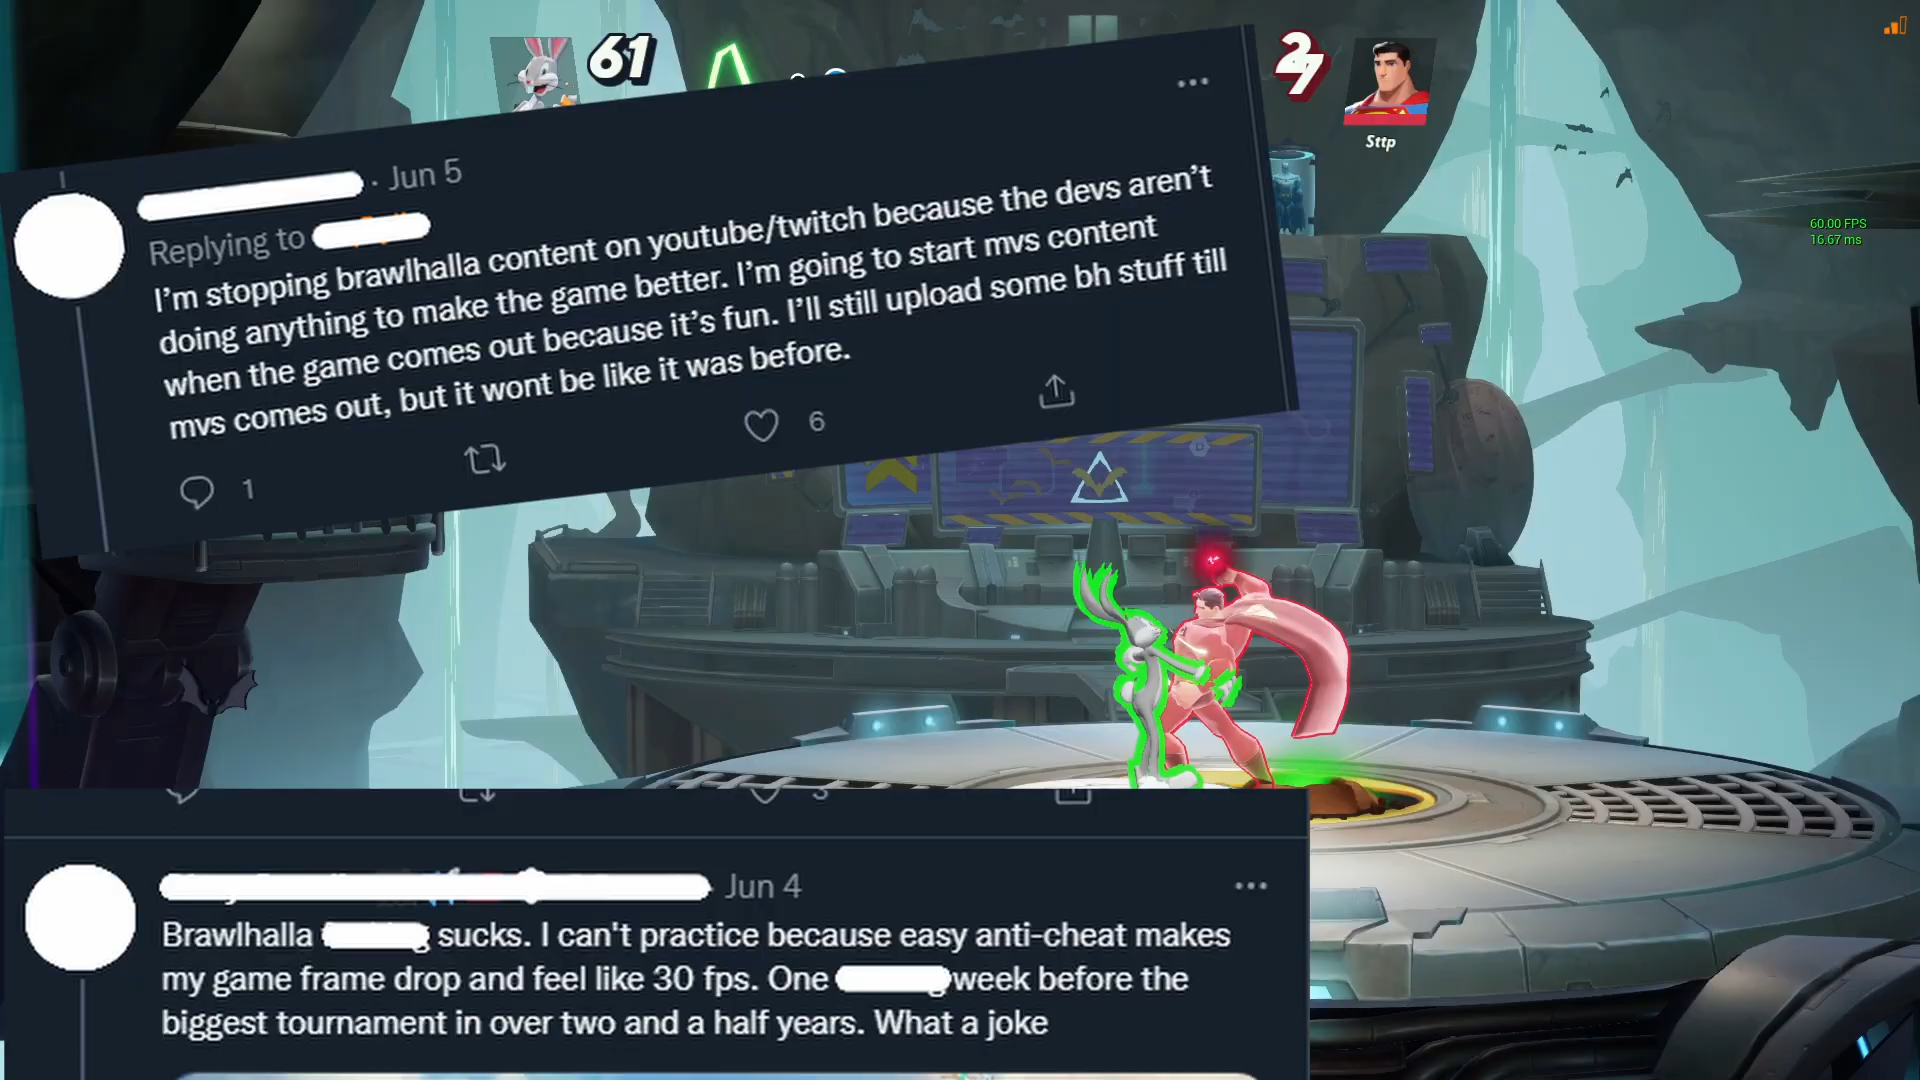 61
27
Sttp
60.00 FPS
16.67 ms
· Jun 5
Replying to
I'm stopping brawlhalla content on youtube/twitch because the devs aren't
doing anything to make the game better. I'm going to start mvs content
when the game comes out because it's fun. I'll still upload some bh stuff till
mvs comes out, but it wont be like it was before.
1
6
3
Jun 4
Brawlhalla sucks. I can't practice because easy anti-cheat makes
my game frame drop and feel like 30 fps. One week before the
biggest tournament in over two and a half years. What a joke